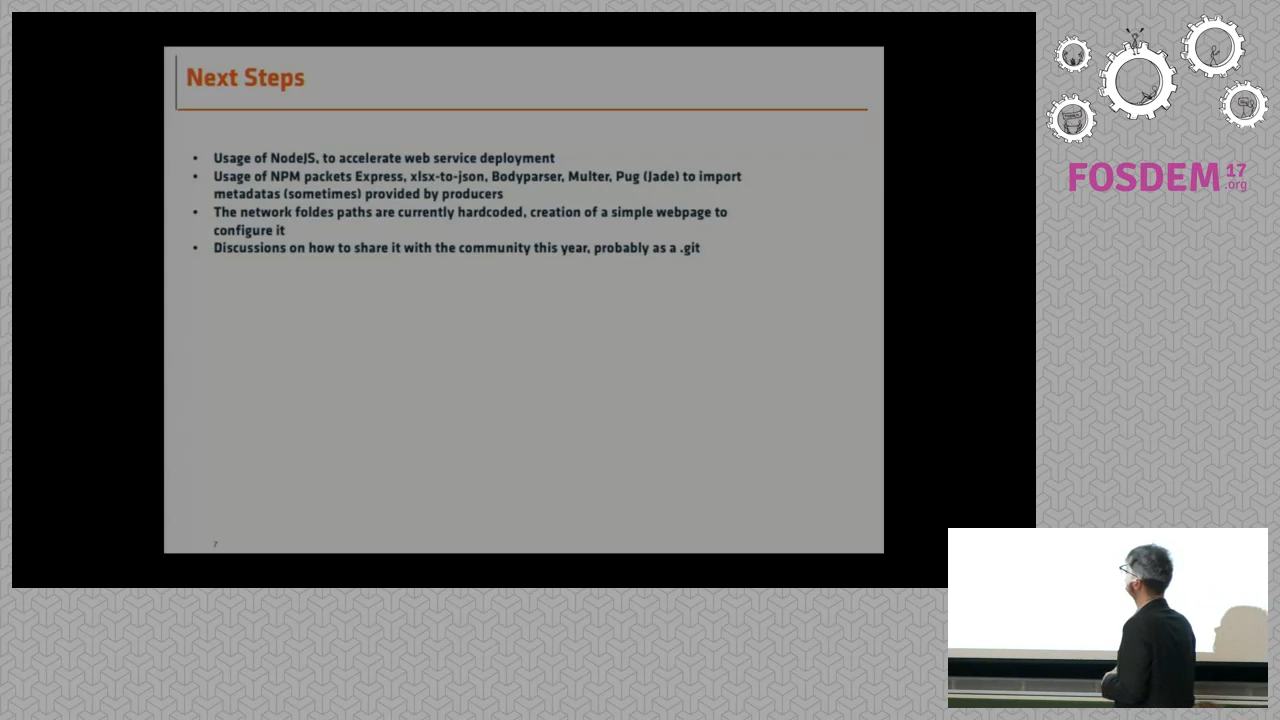 Next Steps
• Usage of NodeJS, to accelerate web service deployment
• Usage of NPM packets Express, xlsx-to-json, Bodyparser, Multer, Pug (Jade) to import
metadatas (sometimes) provided by producers
• The network foldes paths are currently hardcoded, creation of a simple webpage to
configure it
• Discussions on how to share it with the community this year, probably as a .git
7
FOSDEM 17
.org